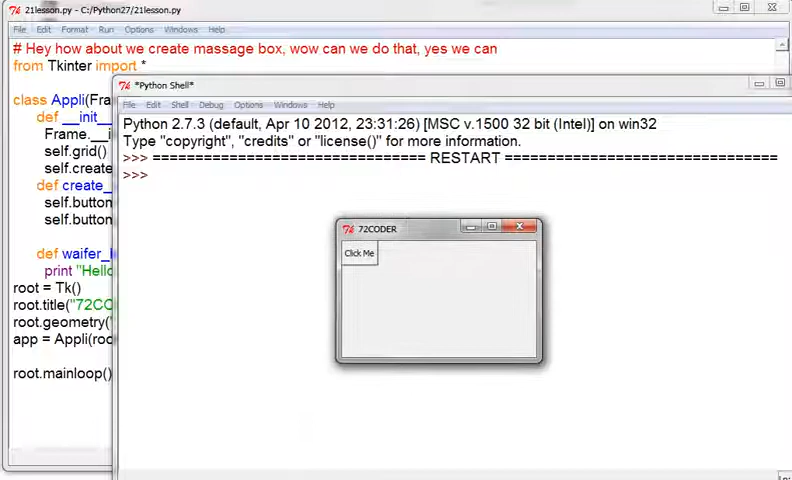 21lesson.py - C:/Python27/21lesson.py
File Edit Format Run Options Windows Help
# Hey how about we create massage box, wow can we do that, yes we can
from Tkinter import *
class Appli(Fra
def __init__
Frame.__i
self.grid()
self.create
def create_
self.button
self.button
def waifer_
print "Hello
root = Tk()
root.title("72CO
root.geometry(
app = Appli(roo
root.mainloop()
*Python Shell*
File Edit Shell Debug Options Windows Help
Python 2.7.3 (default, Apr 10 2012, 23:31:26) [MSC v.1500 32 bit (Intel)] on win32
Type "copyright", "credits" or "license()" for more information.
>>> ================================ RESTART ================================
>>>
72CODER
Click Me